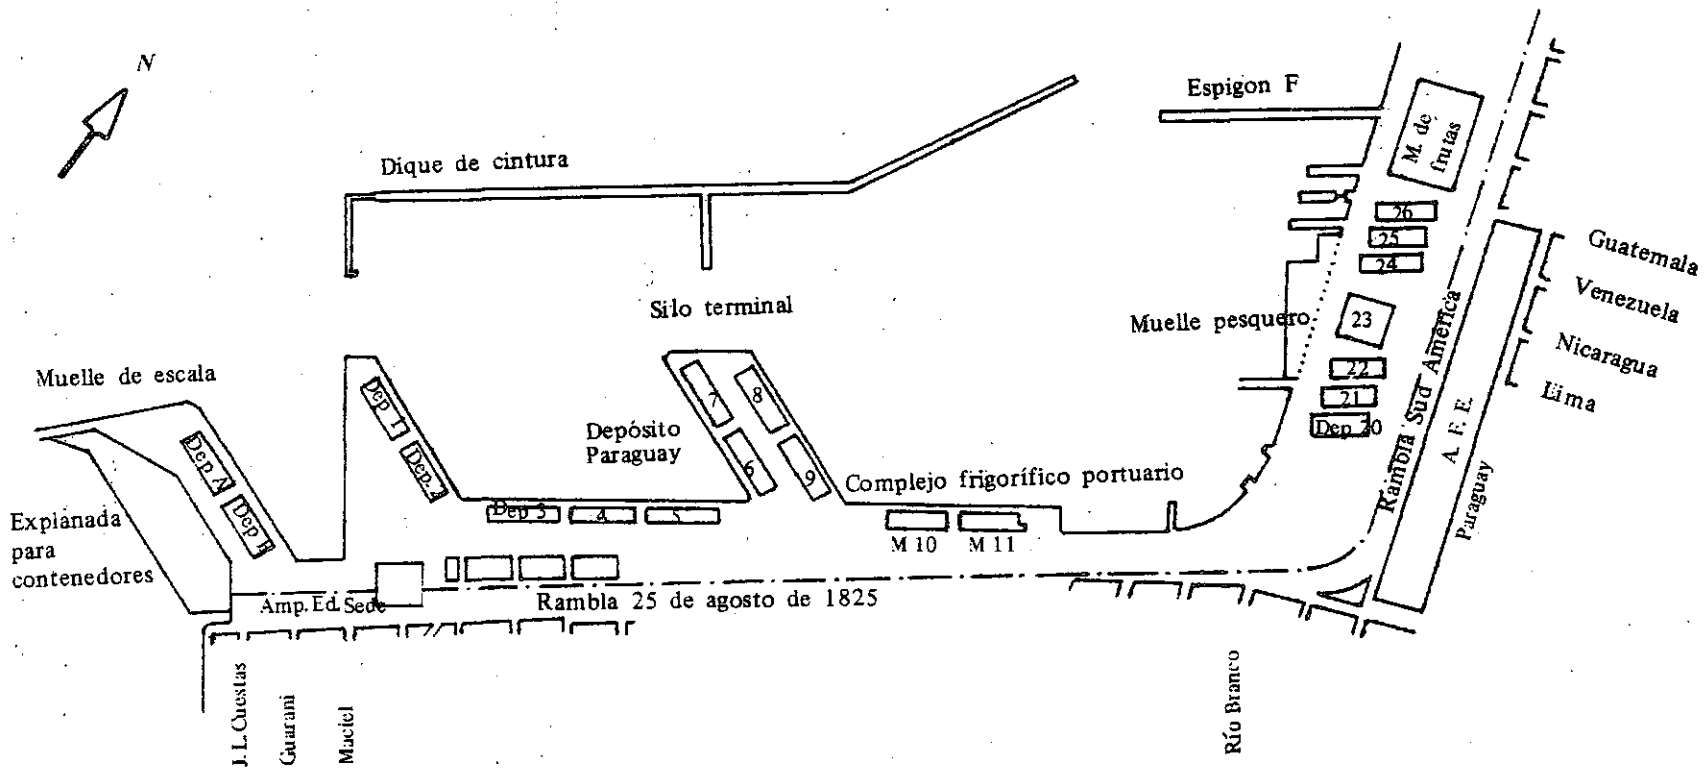 N
Espigon F
M. de
frutas
Dique de cintura
26
25
24
Guatemala
Venezuela
Nicaragua
Lima
Silo terminal
Muelle pesquero
23
22
21
Dep 20
Rambla Sud América
A. F. E.
Paraguay
Muelle de escala
Dep 1
Dep. 2
7
8
6
9
Depósito
Paraguay
Dep A
Dep B
Complejo frigorífico portuario
Explanada
para
contenedores
Dep 3
4
5
M 10
M 11
Amp. Ed. Sede
Rambla 25 de agosto de 1825
J. L. Cuestas
Guarani
Maciel
Río Branco